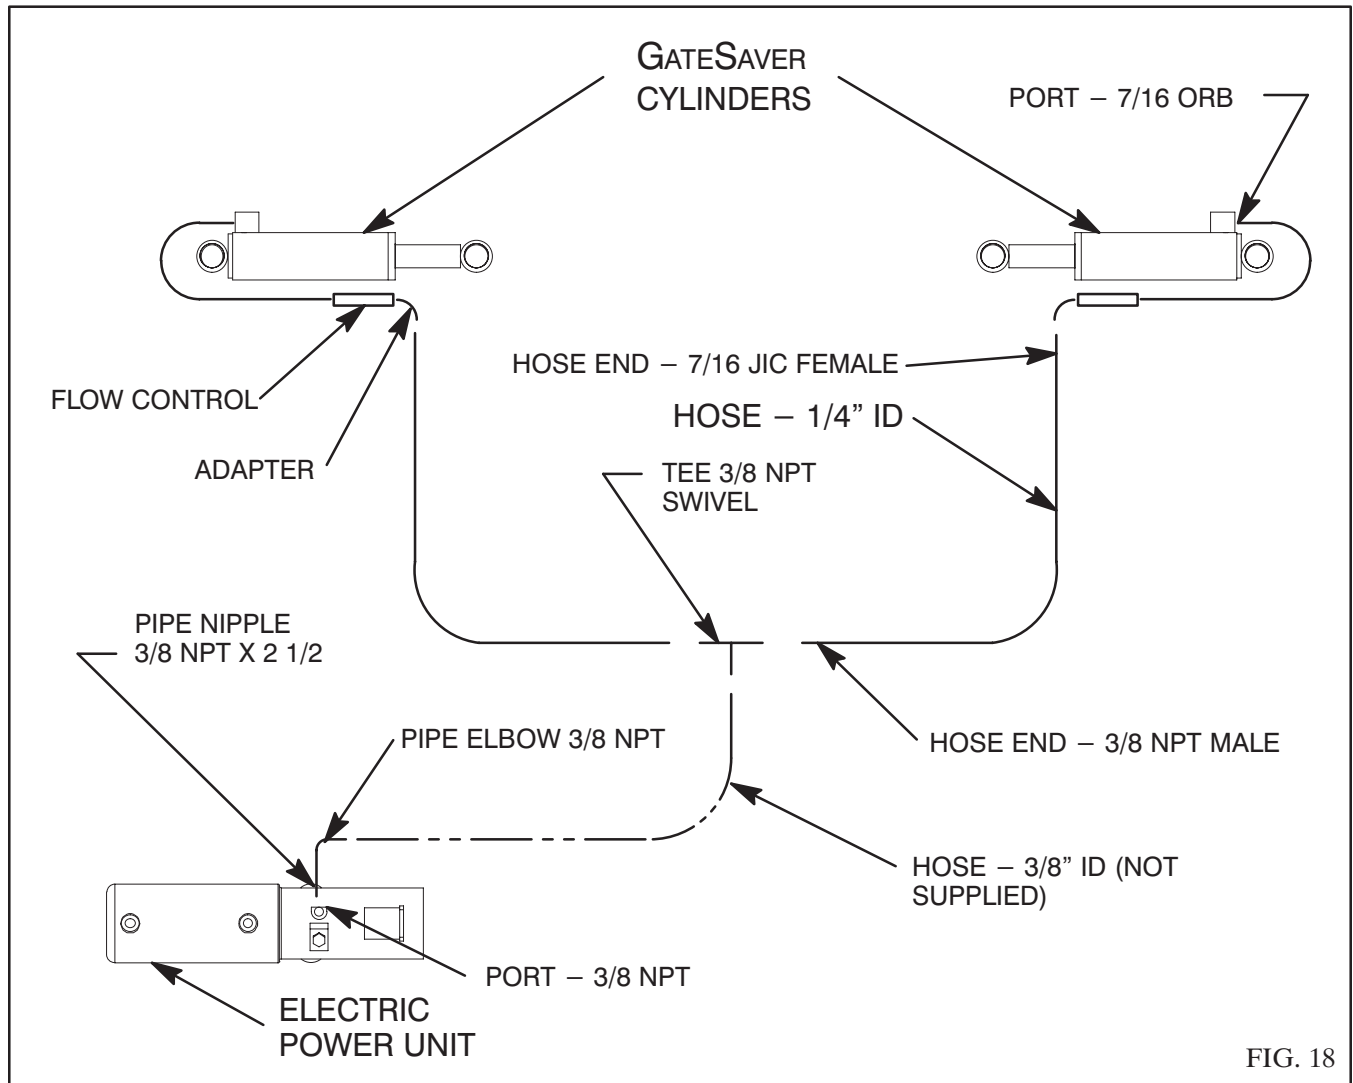 GATESAVER
CYLINDERS
PORT – 7/16 ORB
HOSE END – 7/16 JIC FEMALE
FLOW CONTROL
HOSE – 1/4” ID
ADAPTER
TEE 3/8 NPT
SWIVEL
PIPE NIPPLE
3/8 NPT X 2 1/2
PIPE ELBOW 3/8 NPT
HOSE END – 3/8 NPT MALE
HOSE – 3/8” ID (NOT
SUPPLIED)
PORT – 3/8 NPT
ELECTRIC
POWER UNIT
FIG. 18